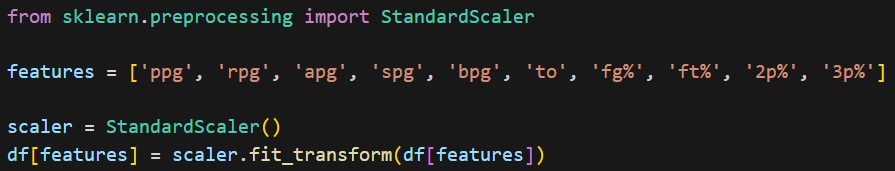 from sklearn.preprocessing import StandardScaler
features = ['ppg', 'rpg', 'apg', 'spg', 'bpg', 'to', 'fg%', 'ft%', '2p%', '3p%']
scaler = StandardScaler()
df[features] = scaler.fit_transform(df[features])